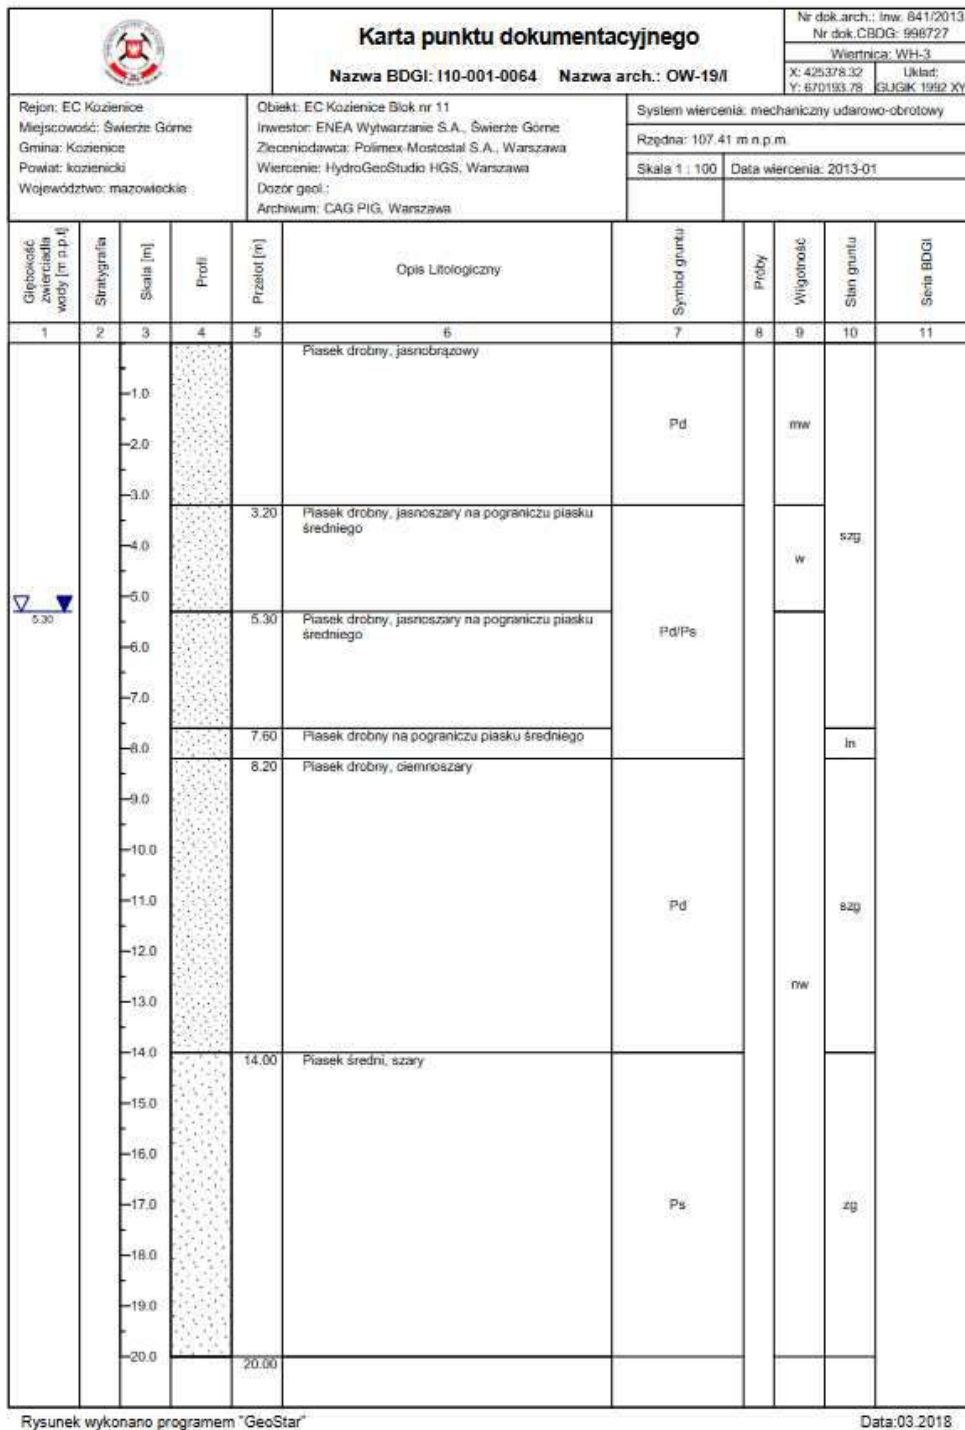 Karta punktu dokumentacyjnego
Nazwa BDGI: I10-001-0064 Nazwa arch.: OW-19/I
Nr dok.arch.: Inw. 841/2013
Nr dok.CBDG: 998727
Wiertnica: WH-3
X: 425378.32
Y: 670193.78
Układ:
GUGIK 1992 XY
Rejon: EC Kozienice
Miejscowość: Świerże Górne
Gmina: Kozienice
Powiat: kozienicki
Województwo: mazowieckie
Obiekt: EC Kozienice Blok nr 11
Inwestor: ENEA Wytwarzanie S.A., Świerże Górne
Zleceniodawca: Polimex-Mostostal S.A., Warszawa
Wiercenie: HydroGeoStudio HGS, Warszawa
Dozór geol.:
Archiwum: CAG PIG, Warszawa
System wiercenia: mechaniczny udarowo-obrotowy
Rzędna: 107.41 m n.p.m.
Skala 1 : 100 Data wiercenia: 2013-01
Głębokość zwierciadła wody [m p.p.t]
Stratygrafia
Skala [m]
Profil
Przelot [m]
Opis Litologiczny
Symbol gruntu
Próby
Wilgotność
Stan gruntu
Seria BDGI
1 2 3 4 5 6 7 8 9 10 11
Piasek drobny, jasnobrązowy
1.0
Pd mw
2.0
3.0
3.20 Piasek drobny, jasnoszary na pograniczu piasku
średniego
szg
4.0
w
5.0
5.30
5.30 Piasek drobny, jasnoszary na pograniczu piasku
średniego
Pd/Ps
6.0
7.0
7.60 Piasek drobny na pograniczu piasku średniego
8.0
ln
8.20 Piasek drobny, ciemnoszary
9.0
10.0
11.0
Pd szg
12.0
nw
13.0
14.0
14.00 Piasek średni, szary
15.0
16.0
17.0
Ps zg
18.0
19.0
20.0
20.00
Rysunek wykonano programem "GeoStar"
Data:03.2018